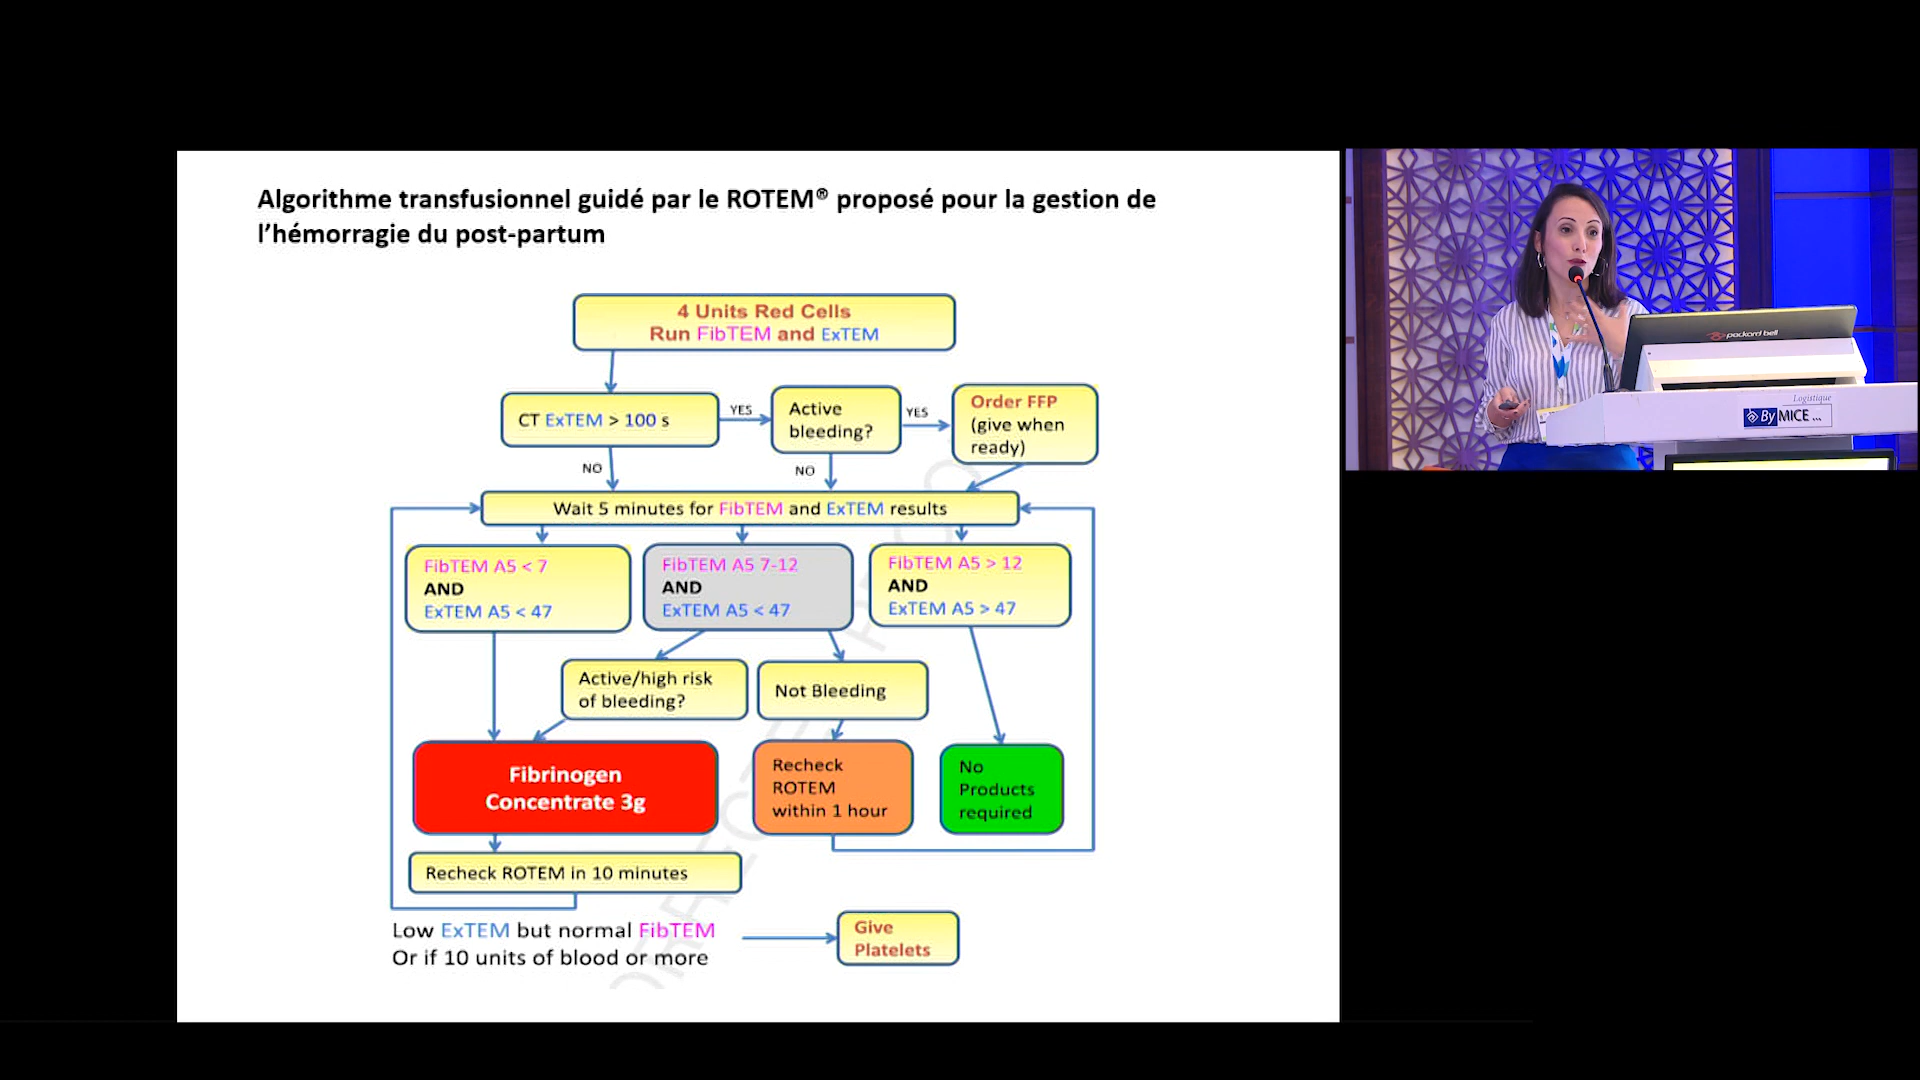 Algorithme transfusionnel guidé par le ROTEM® proposé pour la gestion de
l'hémorragie du post-partum
4 Units Red Cells
Run FibTEM and ExTEM
CT ExTEM > 100 s
YES
Active
bleeding?
YES
Order FFP
(give when
ready)
NO
NO
Wait 5 minutes for FibTEM and ExTEM results
FibTEM A5 < 7
AND
ExTEM A5 < 47
FibTEM A5 7-12
AND
ExTEM A5 < 47
FibTEM A5 > 12
AND
ExTEM A5 > 47
Active/high risk
of bleeding?
Not Bleeding
Fibrinogen
Concentrate 3g
Recheck
ROTEM
within 1 hour
No
Products
required
Recheck ROTEM in 10 minutes
Low ExTEM but normal FibTEM
Or if 10 units of blood or more
Give
Platelets
packard bell
Logistique
By MICE ...